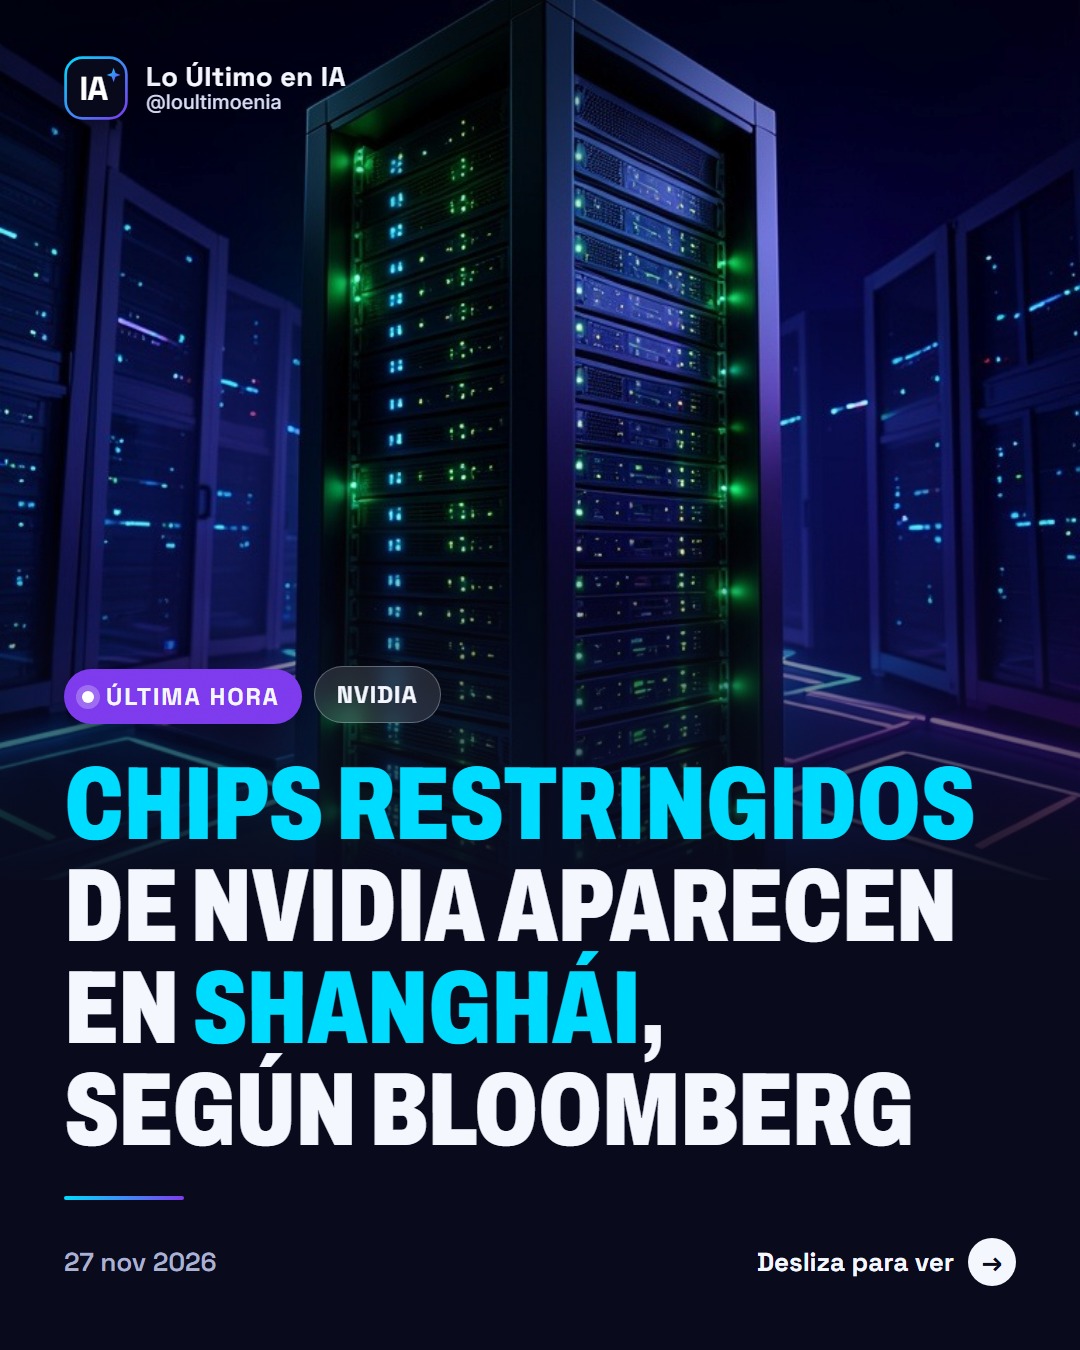 IA
Lo Último en IA
@loultimoenia
ÚLTIMA HORA
NVIDIA
CHIPS RESTRINGIDOS
DE NVIDIA APARECEN
EN SHANGHÁI,
SEGÚN BLOOMBERG
27 nov 2026
Desliza para ver →